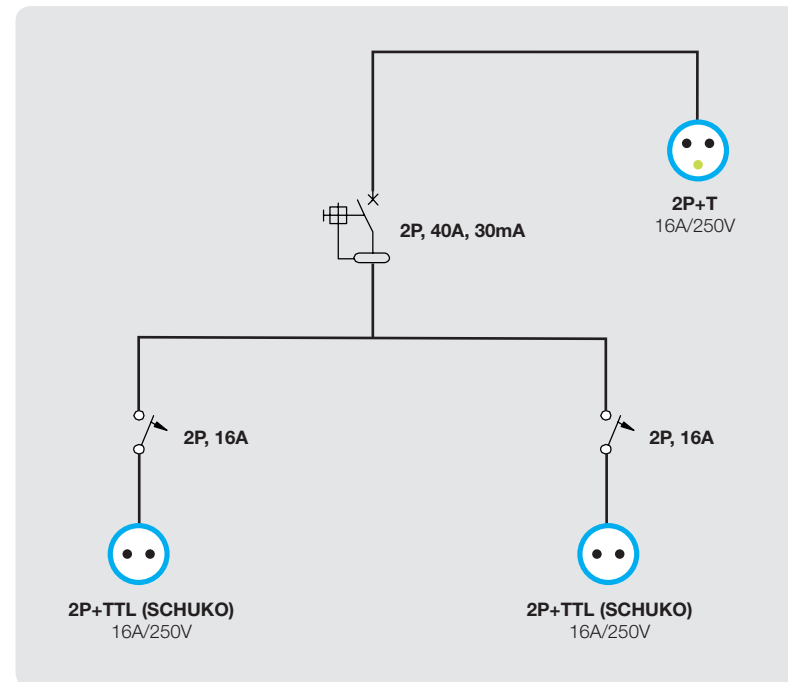 2P+T
16A/250V
2P, 40A, 30mA
2P, 16A
2P, 16A
2P+TTL (SCHUKO)
16A/250V
2P+TTL (SCHUKO)
16A/250V